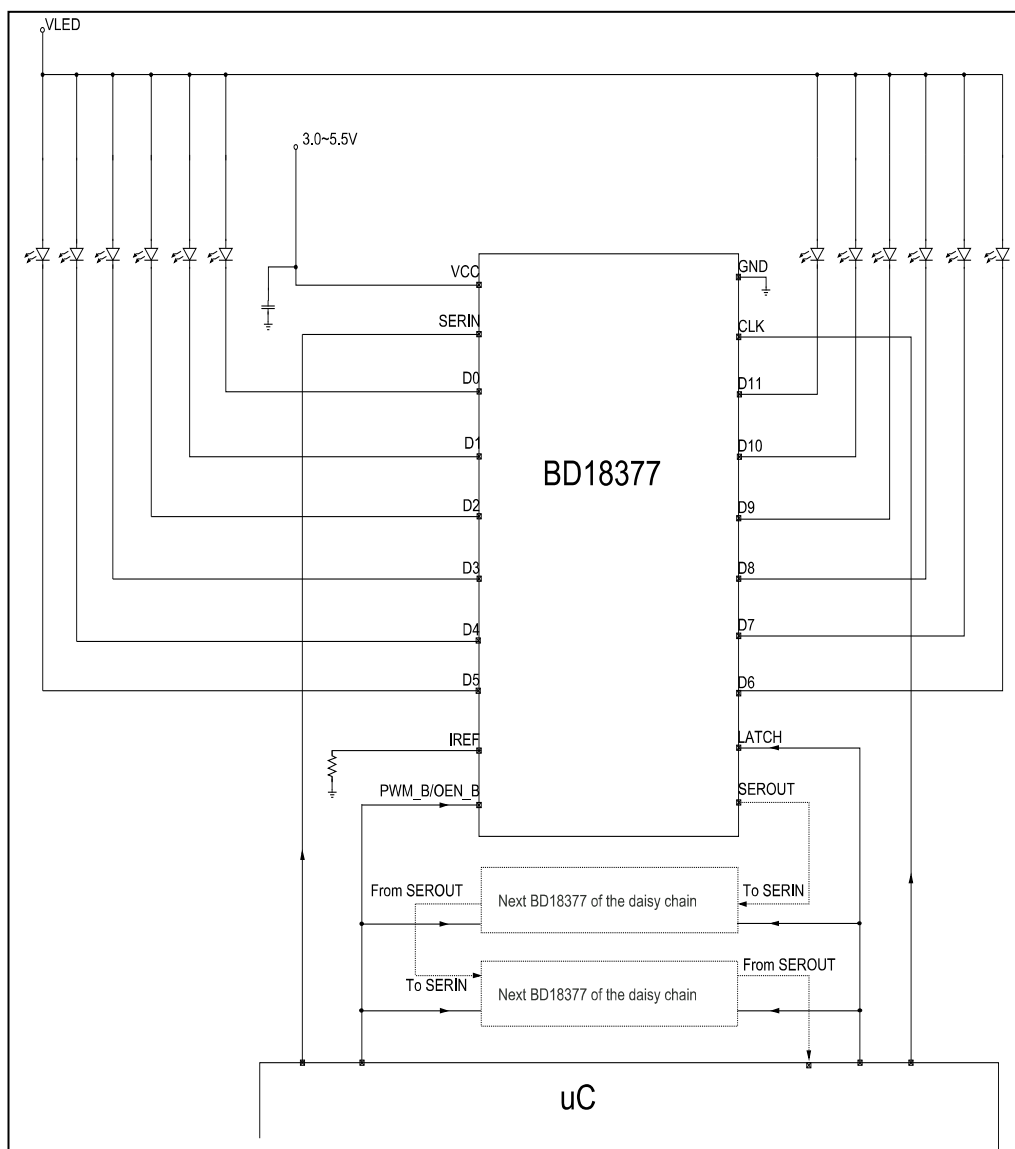 VLED
3.0~5.5V
VCC
GND
SERIN
CLK
D0
D11
D1
D10
BD18377
D2
D9
D3
D8
D4
D7
D5
D6
IREF
LATCH
PWM_B/OEN_B
SEROUT
From SEROUT
Next BD18377 of the daisy chain
To SERIN
From SEROUT
To SERIN
Next BD18377 of the daisy chain
uC